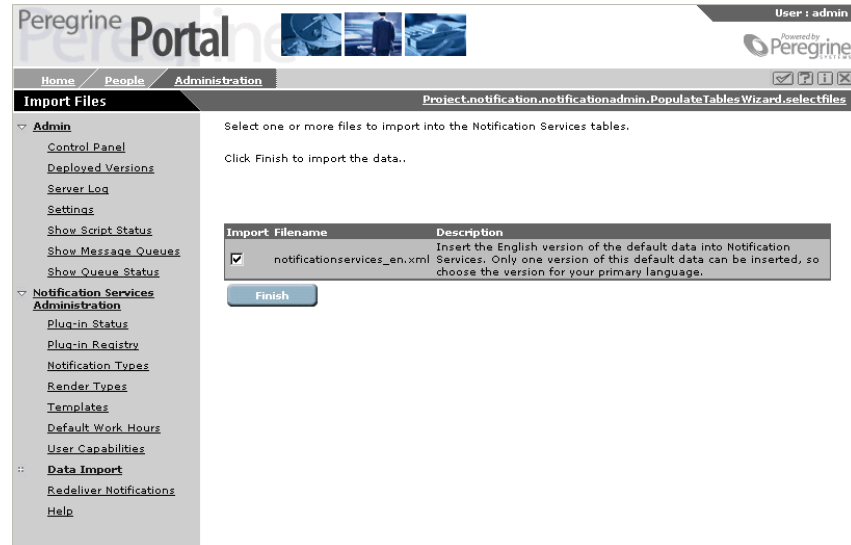 Peregrine Portal
User : admin
Powered by
Peregrine
SYSTEMS
Home
People
Administration
Import Files
Project.notification.notificationadmin.PopulateTablesWizard.selectfiles
Admin
Control Panel
Deployed Versions
Server Log
Settings
Show Script Status
Show Message Queues
Show Queue Status
Notification Services
Administration
Plug-in Status
Plug-in Registry
Notification Types
Render Types
Templates
Default Work Hours
User Capabilities
Data Import
Redeliver Notifications
Help
Select one or more files to import into the Notification Services tables.
Click Finish to import the data..
Import Filename Description
notificationservices_en.xml
Insert the English version of the default data into Notification
Services. Only one version of this default data can be inserted, so
choose the version for your primary language.
Finish